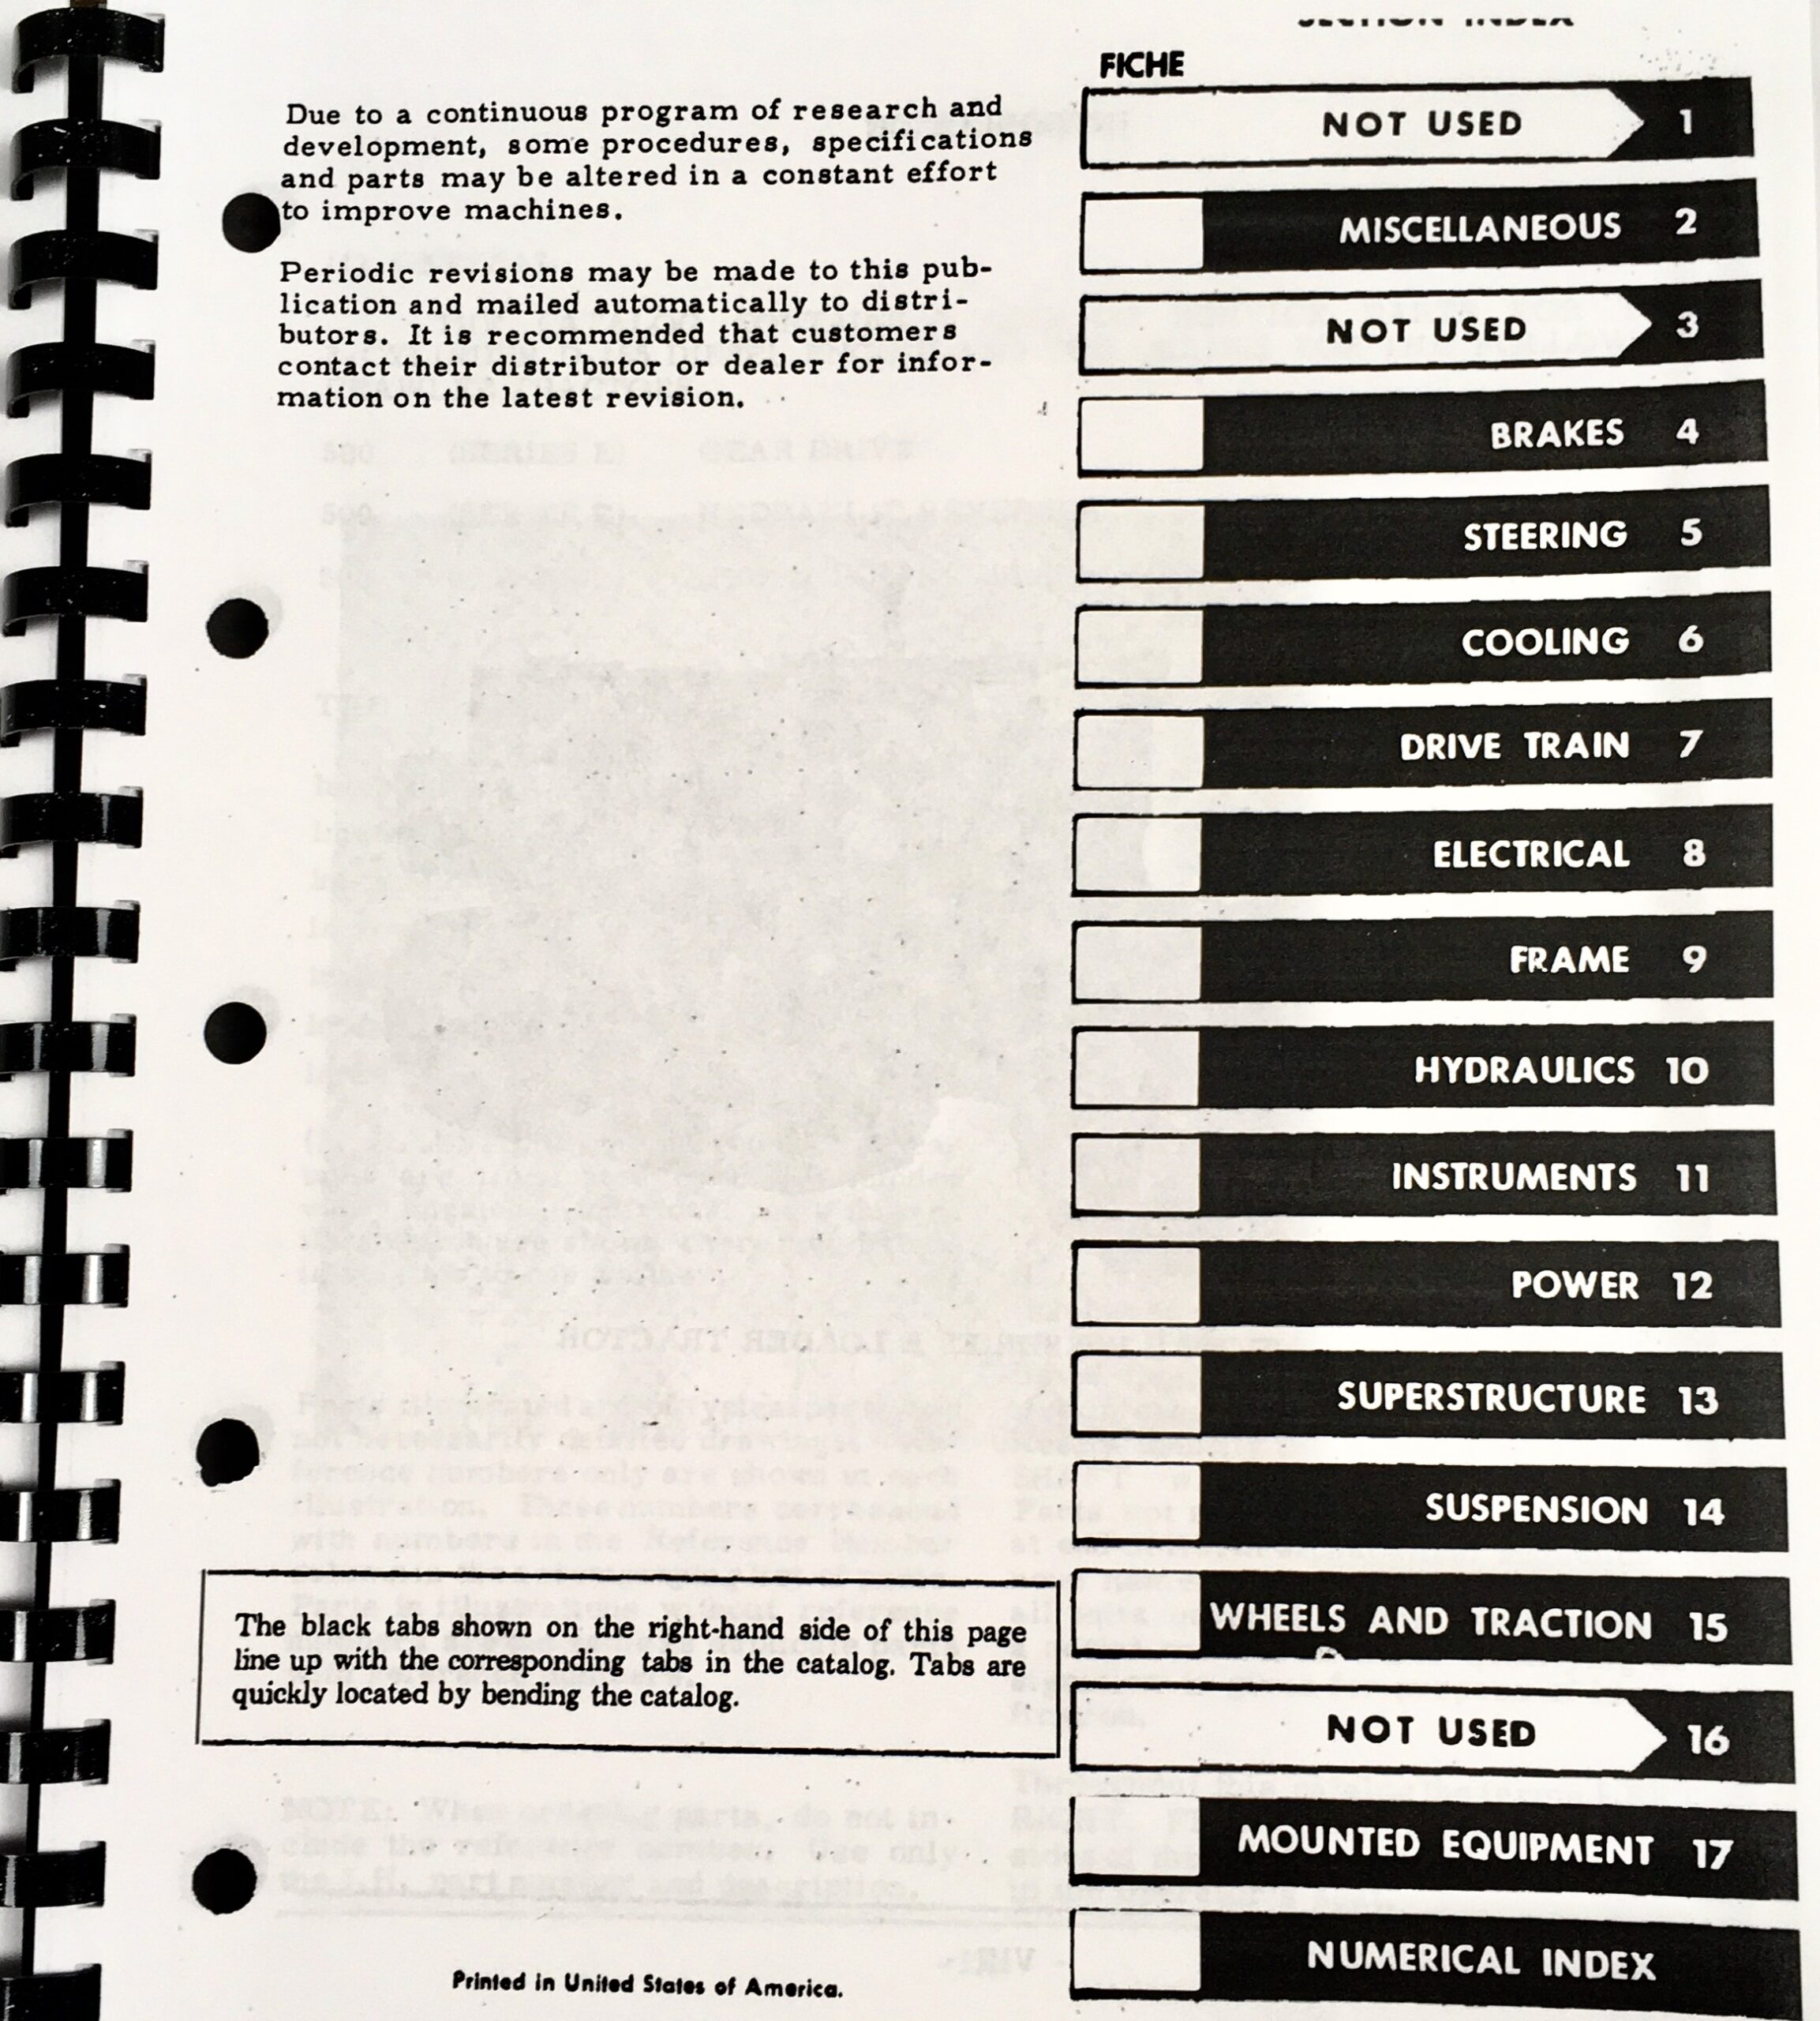 SECTION INDEX
FICHE
Due to a continuous program of research and
development, some procedures, specifications
and parts may be altered in a constant effort
to improve machines.
Periodic revisions may be made to this pub-
lication and mailed automatically to distri-
butors. It is recommended that customers
contact their distributor or dealer for infor-
mation on the latest revision.
The black tabs shown on the right-hand side of this page
line up with the corresponding tabs in the catalog. Tabs are
quickly located by bending the catalog.
Printed in United States of America.
NOT USED 1
MISCELLANEOUS 2
NOT USED 3
BRAKES 4
STEERING 5
COOLING 6
DRIVE TRAIN 7
ELECTRICAL 8
FRAME 9
HYDRAULICS 10
INSTRUMENTS 11
POWER 12
SUPERSTRUCTURE 13
SUSPENSION 14
WHEELS AND TRACTION 15
NOT USED 16
MOUNTED EQUIPMENT 17
NUMERICAL INDEX